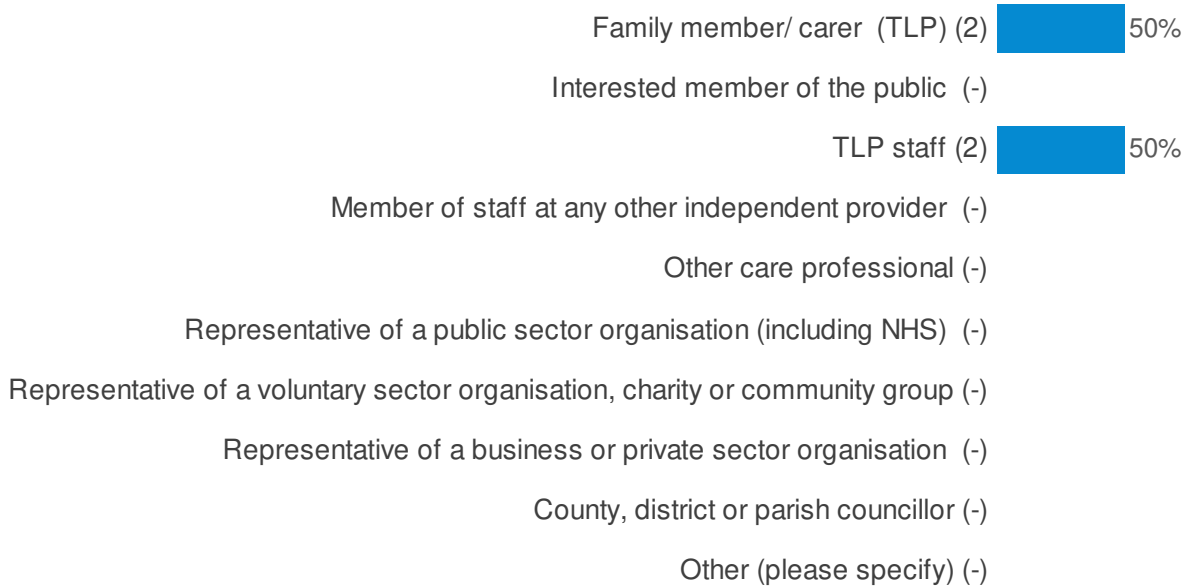 Family member/ carer (TLP) (2) 50%
Interested member of the public (-)
TLP staff (2) 50%
Member of staff at any other independent provider (-)
Other care professional (-)
Representative of a public sector organisation (including NHS) (-)
Representative of a voluntary sector organisation, charity or community group (-)
Representative of a business or private sector organisation (-)
County, district or parish councillor (-)
Other (please specify) (-)